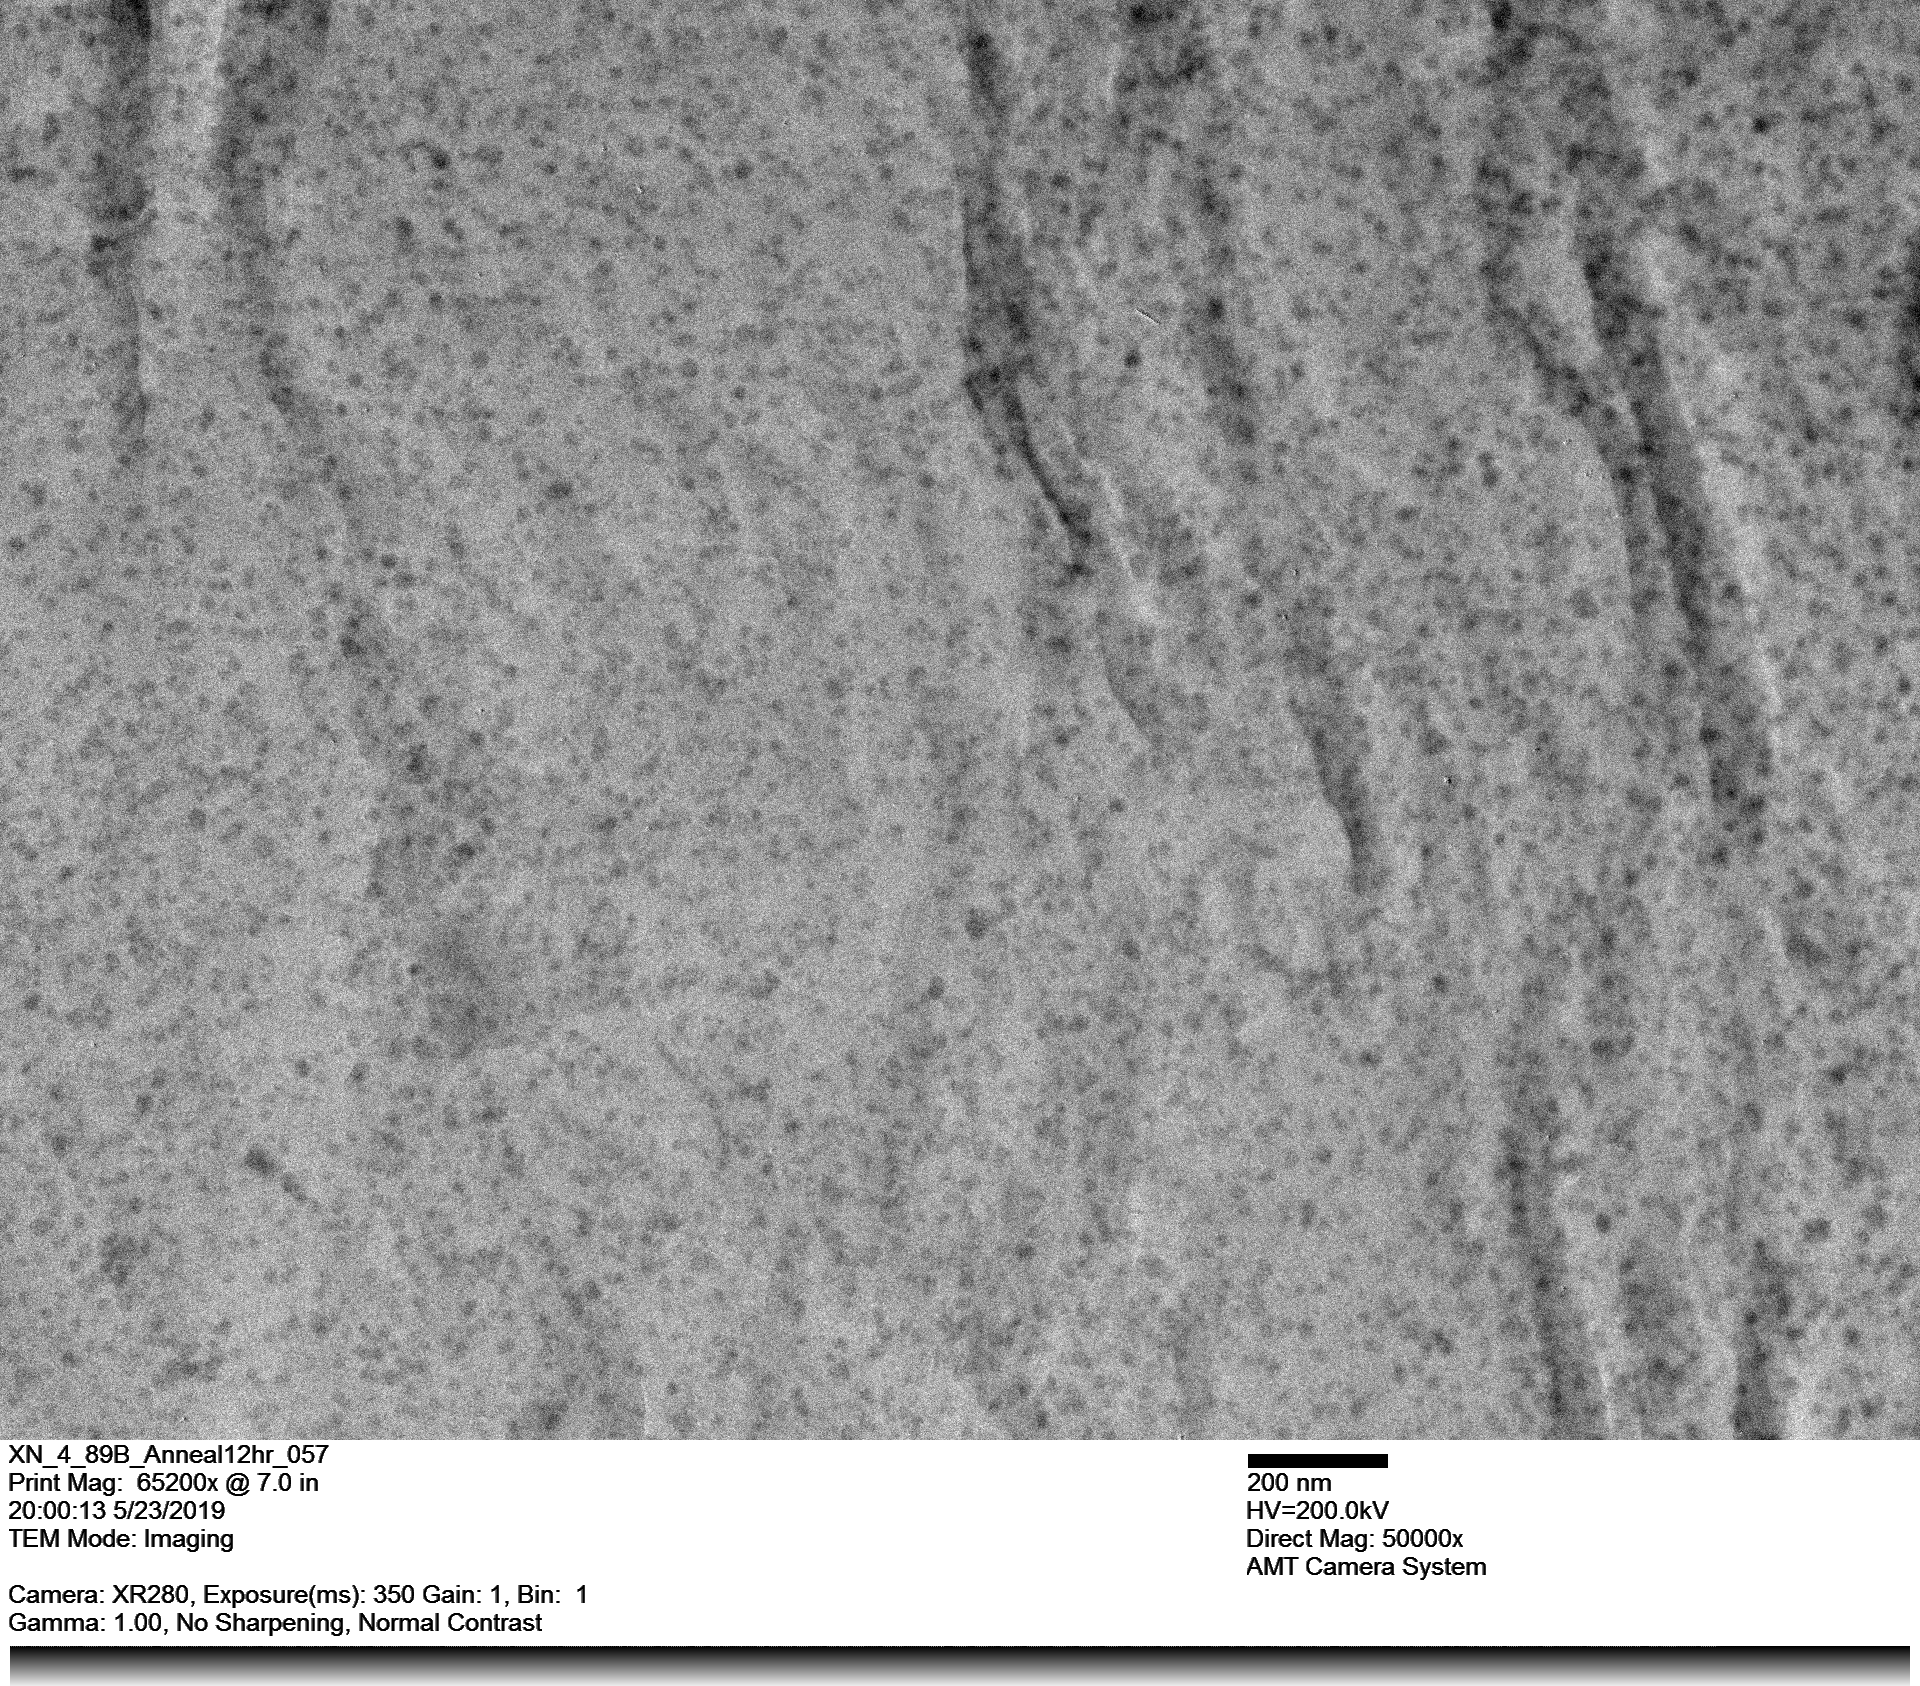 XN_4_89B_Anneal12hr_057
Print Mag: 65200x @ 7.0 in
20:00:13 5/23/2019
TEM Mode: Imaging
Camera: XR280, Exposure(ms): 350 Gain: 1, Bin: 1
Gamma: 1.00, No Sharpening, Normal Contrast
200 nm
HV=200.0kV
Direct Mag: 50000x
AMT Camera System